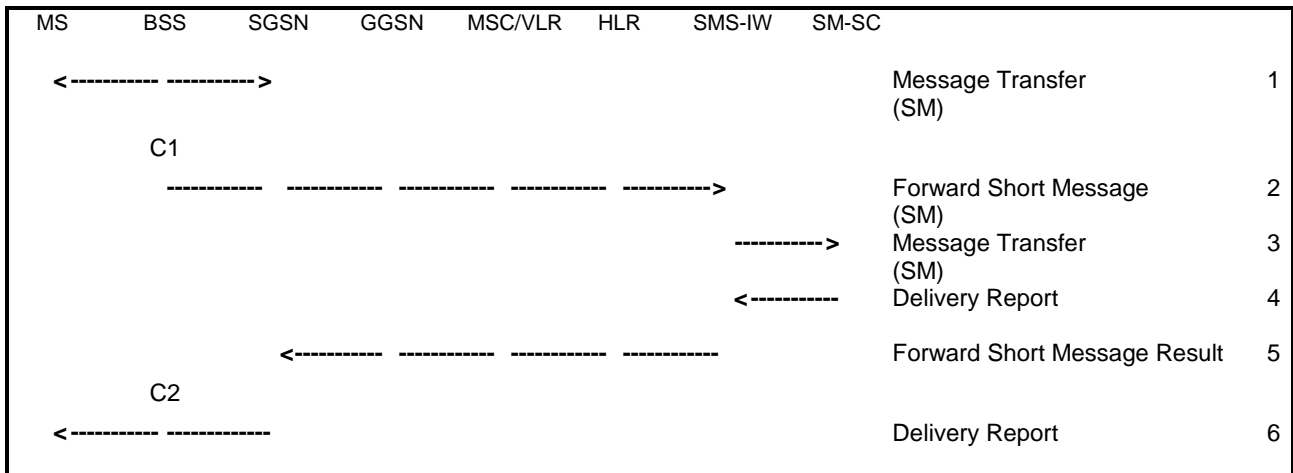 MS BSS SGSN GGSN MSC/VLR HLR SMS-IW SM-SC
<----------- -----------> Message Transfer 1
(SM)
C1
------------ ------------ ------------ ------------ -----------> Forward Short Message 2
(SM)
-----------> Message Transfer 3
(SM)
<----------- Delivery Report 4
<----------- ------------ ------------ ------------ Forward Short Message Result 5
C2
<----------- ------------- Delivery Report 6